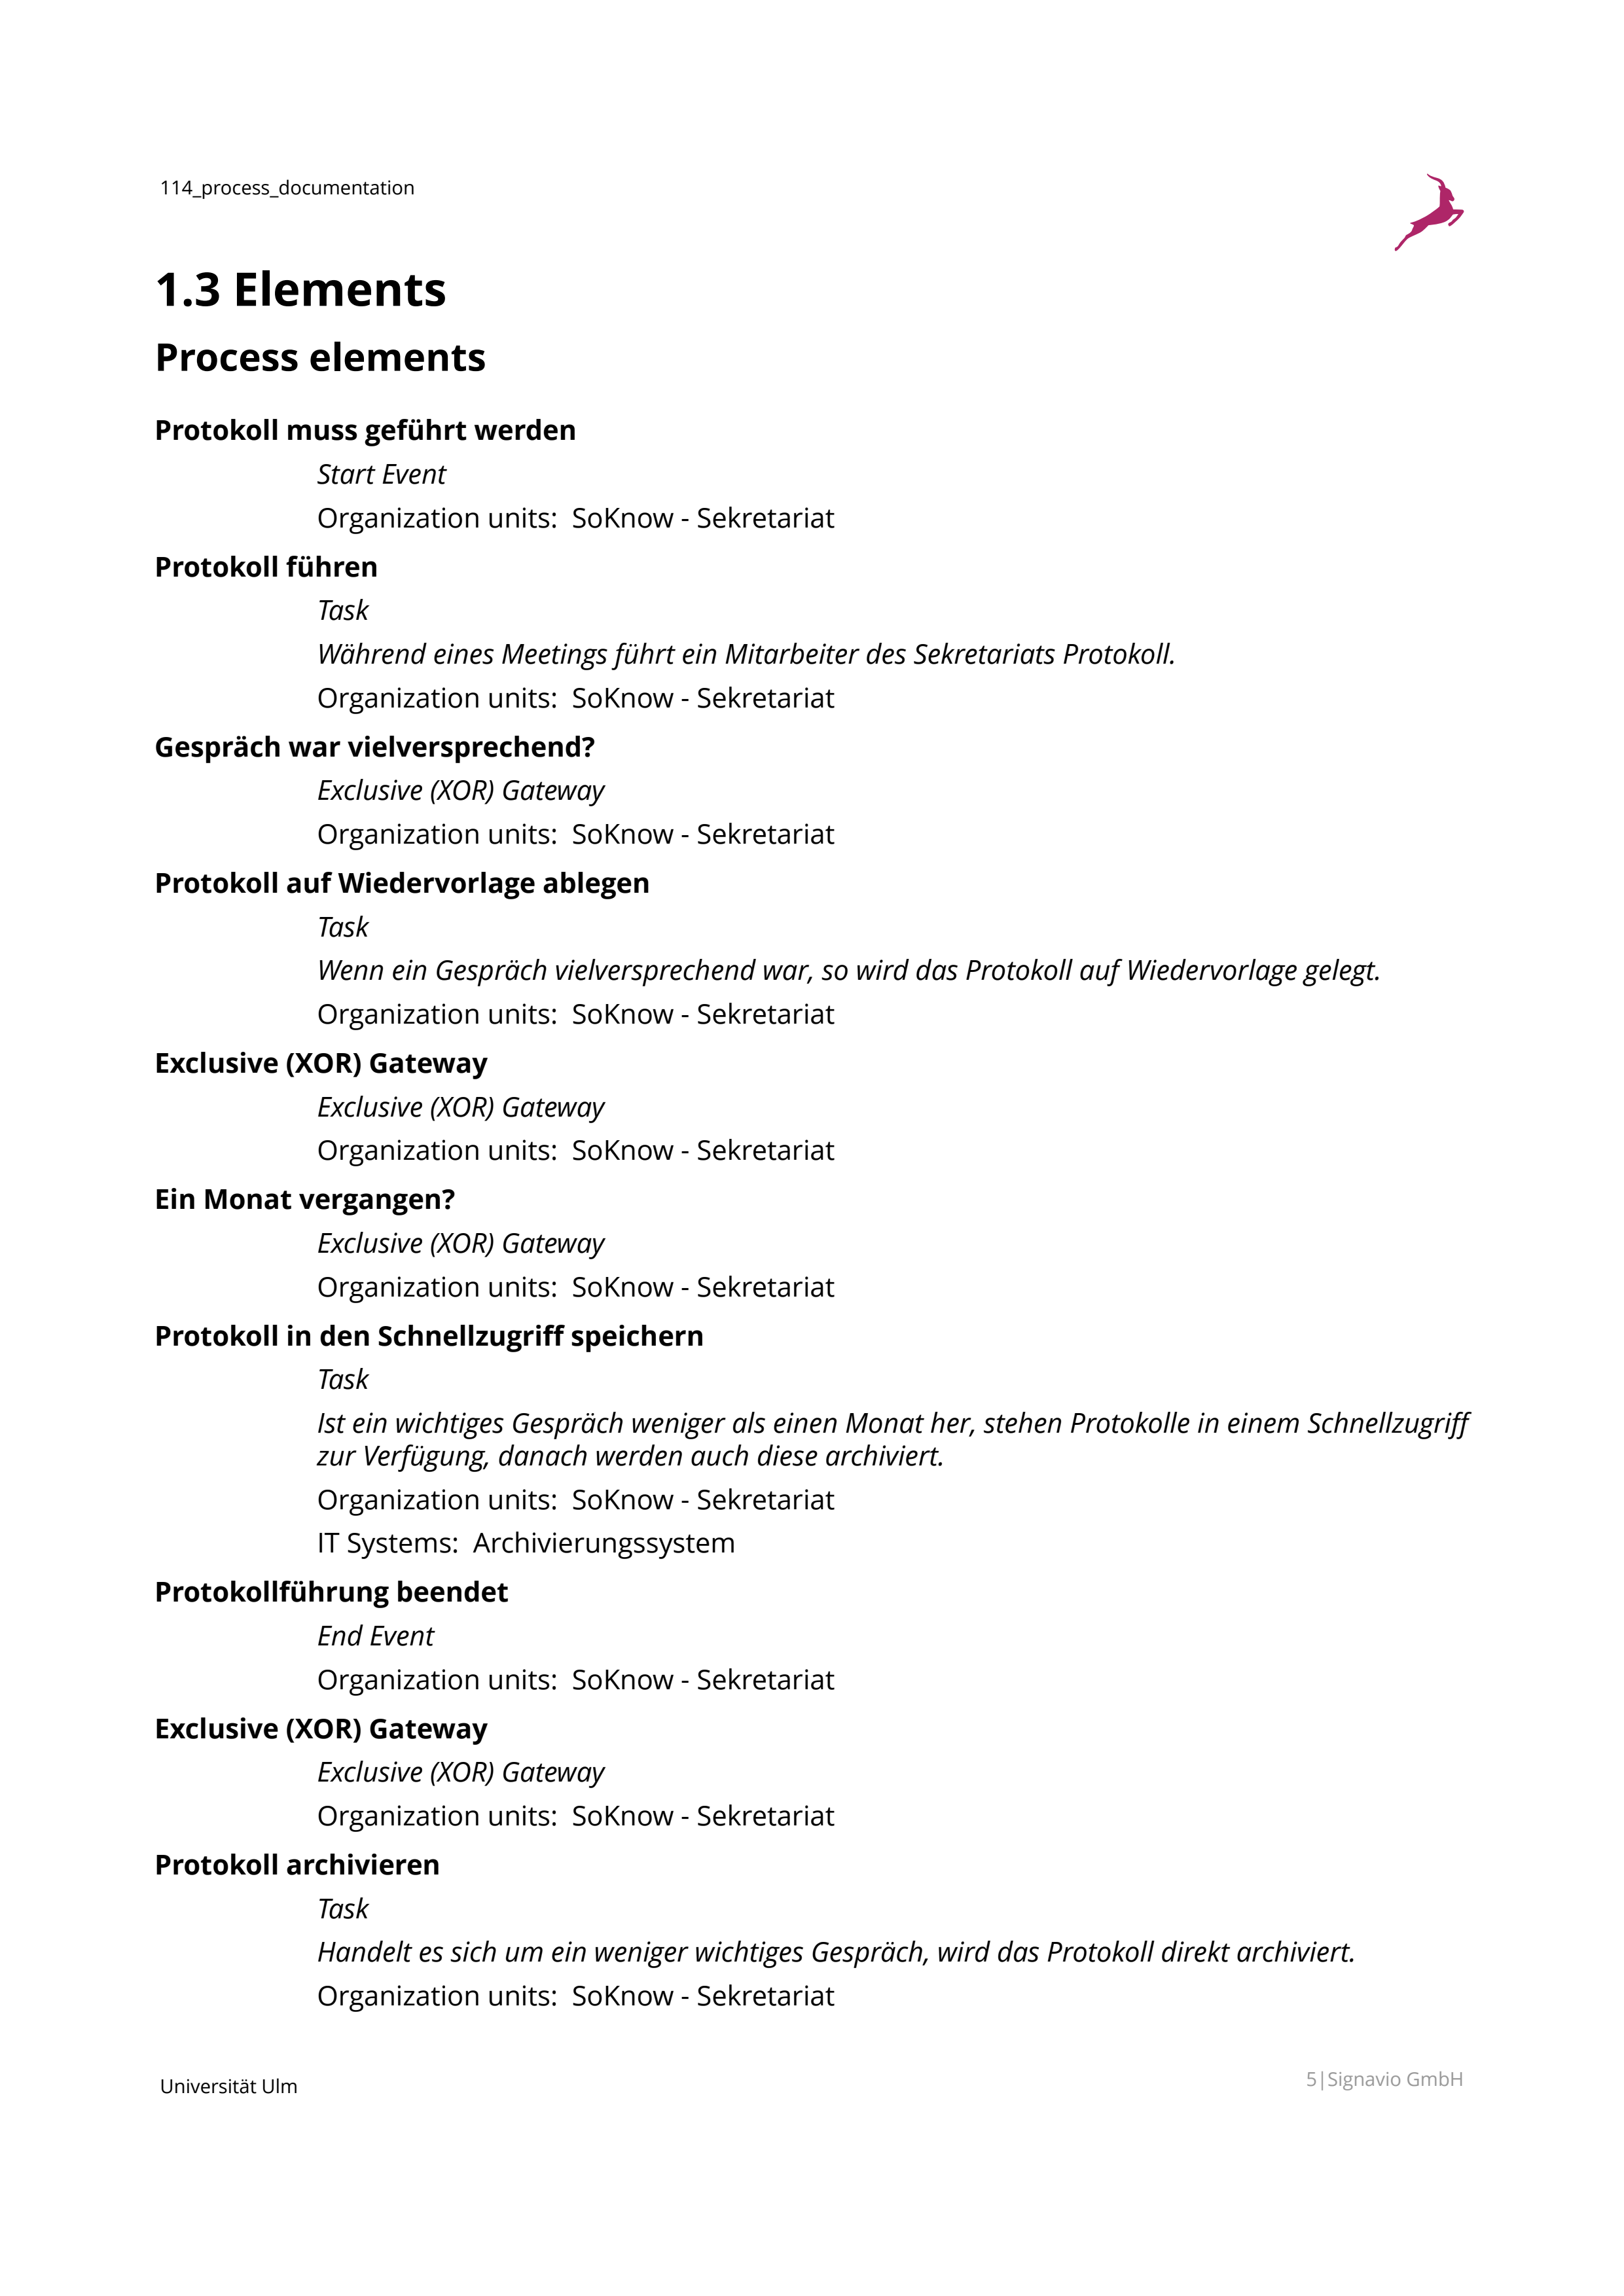 114_process_documentation
1.3 Elements
Process elements
Protokoll muss geführt werden
Start Event
Organization units:  SoKnow - Sekretariat
Protokoll führen
Task
Während eines Meetings führt ein Mitarbeiter des Sekretariats Protokoll.
Organization units:  SoKnow - Sekretariat
Gespräch war vielversprechend?
Exclusive (XOR) Gateway
Organization units:  SoKnow - Sekretariat
Protokoll auf Wiedervorlage ablegen
Task
Wenn ein Gespräch vielversprechend war, so wird das Protokoll auf Wiedervorlage gelegt.
Organization units:  SoKnow - Sekretariat
Exclusive (XOR) Gateway
Exclusive (XOR) Gateway
Organization units:  SoKnow - Sekretariat
Ein Monat vergangen?
Exclusive (XOR) Gateway
Organization units:  SoKnow - Sekretariat
Protokoll in den Schnellzugriff speichern
Task
Ist ein wichtiges Gespräch weniger als einen Monat her, stehen Protokolle in einem Schnellzugriff
zur Verfügung, danach werden auch diese archiviert.
Organization units:  SoKnow - Sekretariat
IT Systems:  Archivierungssystem
Protokollführung beendet
End Event
Organization units:  SoKnow - Sekretariat
Exclusive (XOR) Gateway
Exclusive (XOR) Gateway
Organization units:  SoKnow - Sekretariat
Protokoll archivieren
Task
Handelt es sich um ein weniger wichtiges Gespräch, wird das Protokoll direkt archiviert.
Organization units:  SoKnow - Sekretariat
Universität Ulm
5|Signavio GmbH